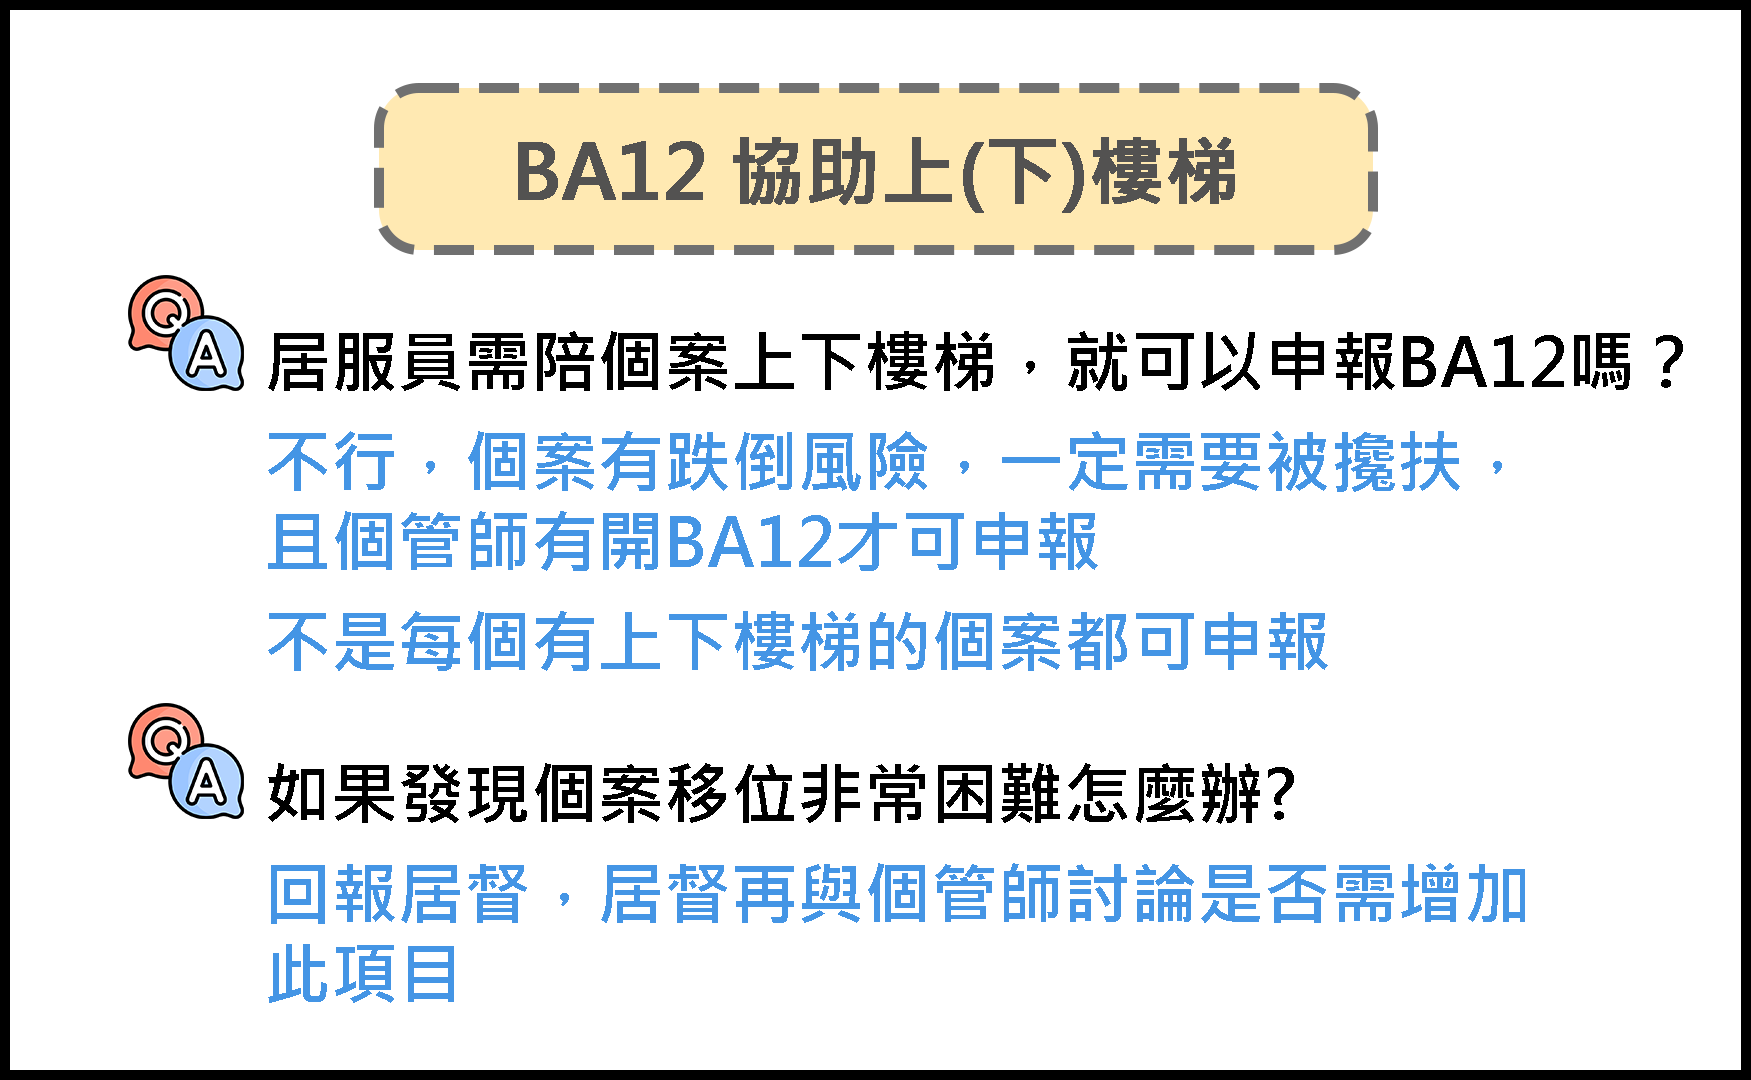 BA12 協助上(下)樓梯
QA
居服員需陪個案上下樓梯，就可以申報BA12嗎？
不行，個案有跌倒風險，一定需要被攙扶，
且個管師有開BA12才可申報
不是每個有上下樓梯的個案都可申報
QA
如果發現個案移位非常困難怎麼辦?
回報居督，居督再與個管師討論是否需增加
此項目